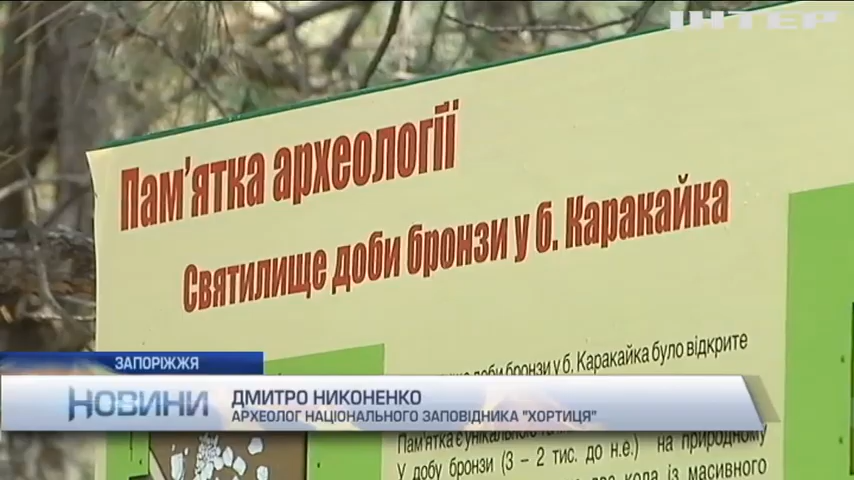 ІНТЕР
Пам'ятка археології
Святилище доби бронзи у б. Каракайка
доби бронзи у б. Каракайка було відкрите
ЗАПОРІЖЖЯ
НОВИНИ
ДМИТРО НИКОНЕНКО
АРХЕОЛОГ НАЦІОНАЛЬНОГО ЗАПОВІДНИКА "ХОРТИЦЯ"
Пам'ятка є
У добу бронзи (3 – 2 тис. до н.е.) на природному
два кола із масивного